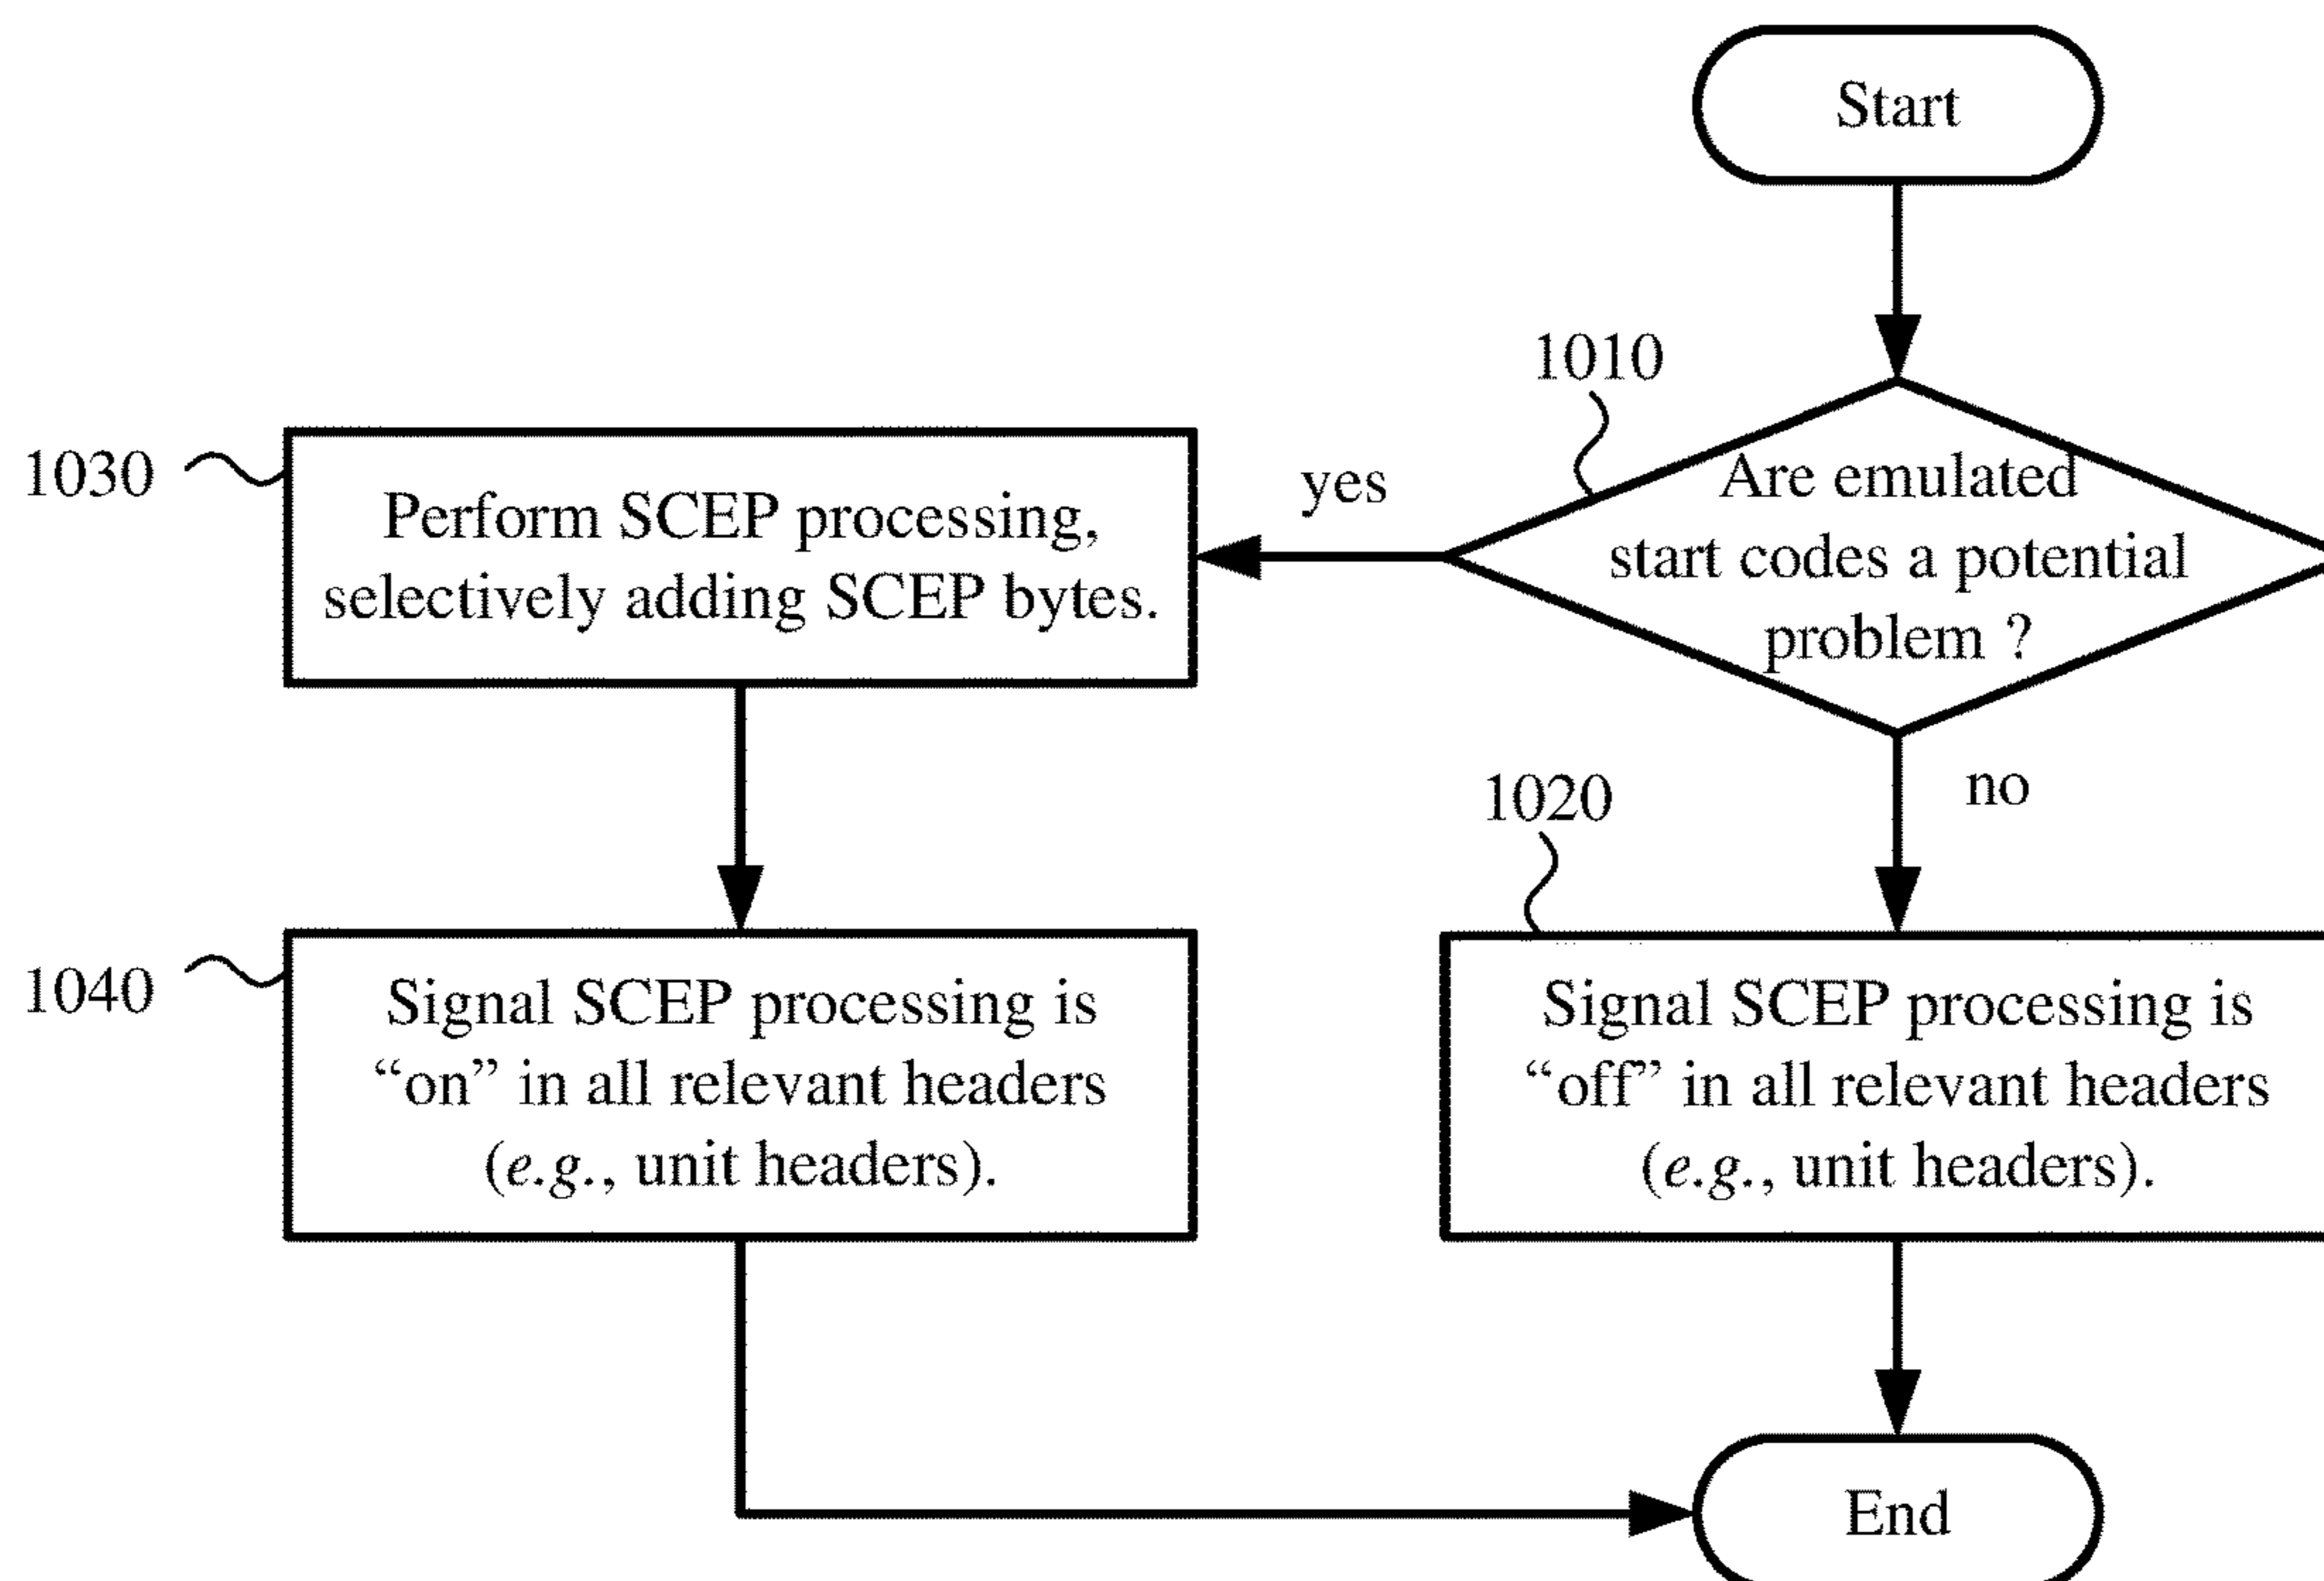 Start
1010
Are emulated
start codes a potential
problem ?
yes
no
1030
Perform SCEP processing,
selectively adding SCEP bytes.
1040
Signal SCEP processing is
“on” in all relevant headers
(e.g., unit headers).
1020
Signal SCEP processing is
“off” in all relevant headers
(e.g., unit headers).
End